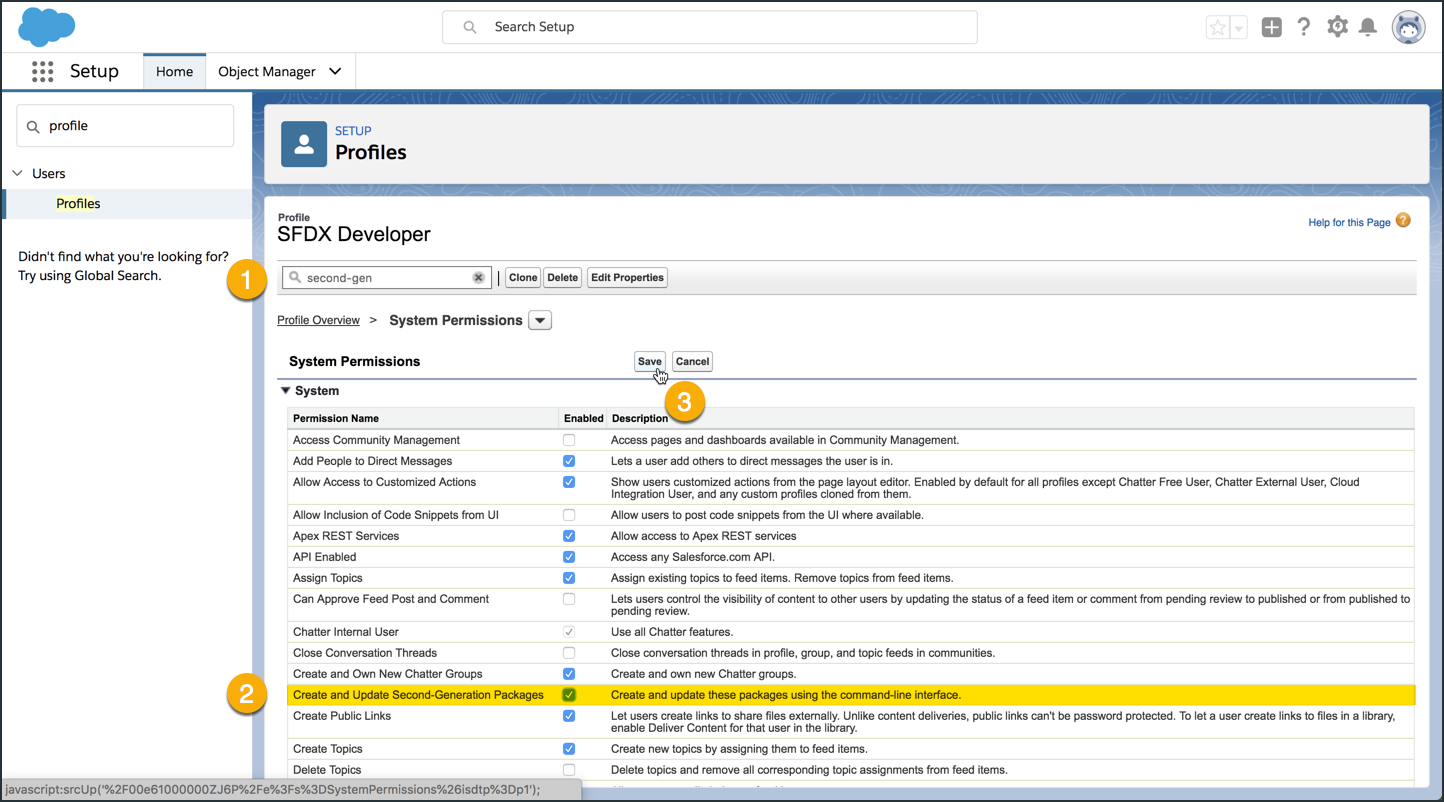 Search Setup
Setup
Home
Object Manager
profile
Users
Profiles
Didn't find what you're looking for?
Try using Global Search.
SETUP
Profiles
Profile
SFDX Developer
Help for this Page ?
1
second-gen
Clone
Delete
Edit Properties
Profile Overview > System Permissions
System Permissions
Save
Cancel
3
System
Permission Name Enabled Description
Access Community Management Access pages and dashboards available in Community Management.
Add People to Direct Messages Lets a user add others to direct messages the user is in.
Allow Access to Customized Actions Show users customized actions from the page layout editor. Enabled by default for all profiles except Chatter Free User, Chatter External User, Cloud
Integration User, and any custom profiles cloned from them.
Allow Inclusion of Code Snippets from UI Allow users to post code snippets from the UI where available.
Apex REST Services Allow access to Apex REST services
API Enabled Access any Salesforce.com API.
Assign Topics Assign existing topics to feed items. Remove topics from feed items.
Can Approve Feed Post and Comment Lets users control the visibility of content to other users by updating the status of a feed item or comment from pending review to published or from published to
pending review.
Chatter Internal User Use all Chatter features.
Close Conversation Threads Close conversation threads in profile, group, and topic feeds in communities.
Create and Own New Chatter Groups Create and own new Chatter groups.
2
Create and Update Second-Generation Packages Create and update these packages using the command-line interface.
Create Public Links Let users create links to share files externally. Unlike content deliveries, public links can't be password protected. To let a user create links to files in a library,
enable Deliver Content for that user in the library.
Create Topics Create new topics by assigning them to feed items.
Delete Topics Delete topics and remove all corresponding topic assignments from feed items.
javascript:srcUp('%2F00e61000000ZJ6P%2Fe%3Fs%3DSystemPermissions%26isdtp%3Dp1');